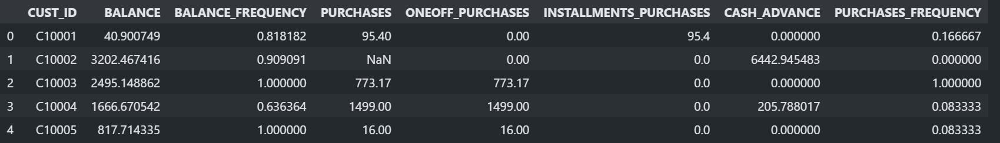 CUST_ID BALANCE BALANCE_FREQUENCY PURCHASES ONEOFF_PURCHASES INSTALLMENTS_PURCHASES CASH_ADVANCE PURCHASES_FREQUENCY
0 C10001 40.900749 0.818182 95.40 0.00 95.4 0.000000 0.166667
1 C10002 3202.467416 0.909091 NaN 0.00 0.0 6442.945483 0.000000
2 C10003 2495.148862 1.000000 773.17 773.17 0.0 0.000000 1.000000
3 C10004 1666.670542 0.636364 1499.00 1499.00 0.0 205.788017 0.083333
4 C10005 817.714335 1.000000 16.00 16.00 0.0 0.000000 0.083333